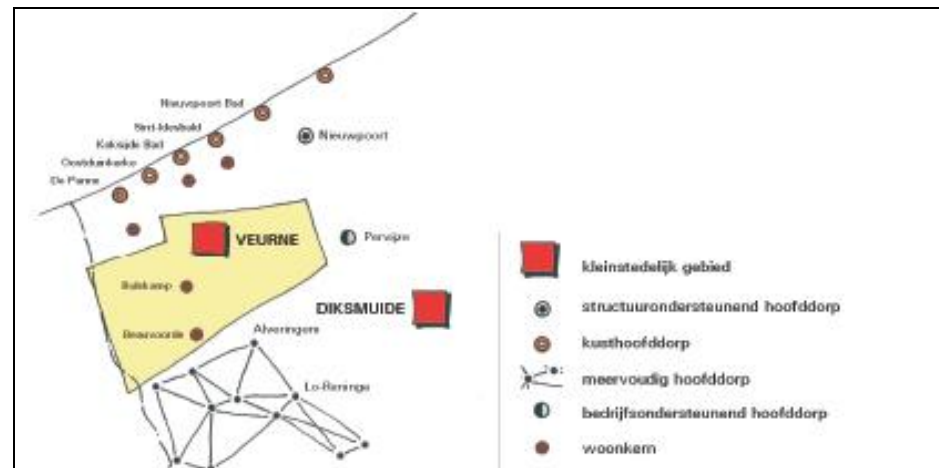 Nieuwpoort Bad
Sint-Idesbald
Nieuwpoort
Koksijde Bad
Oostduinkerke
De Panne
VEURNE
Pervijze
Bulskamp
DIKSMUIDE
Beauvoorde
Alveringem
Lo-Reninge
kleinstedelijk gebied
structuurondersteunend hoofddorp
kusthoofddorp
meervoudig hoofddorp
bedrijfsondersteunend hoofddorp
woonkern